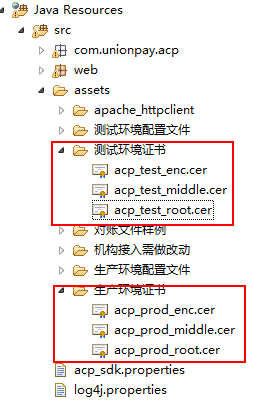 Java Resources
src
com.unionpay.acp
web
assets
apache_httpclient
测试环境配置文件
测试环境证书
acp_test_enc.cer
acp_test_middle.cer
acp_test_root.cer
对账文件样例
机构接入需做改动
生产环境配置文件
生产环境证书
acp_prod_enc.cer
acp_prod_middle.cer
acp_prod_root.cer
acp_sdk.properties
log4j.properties